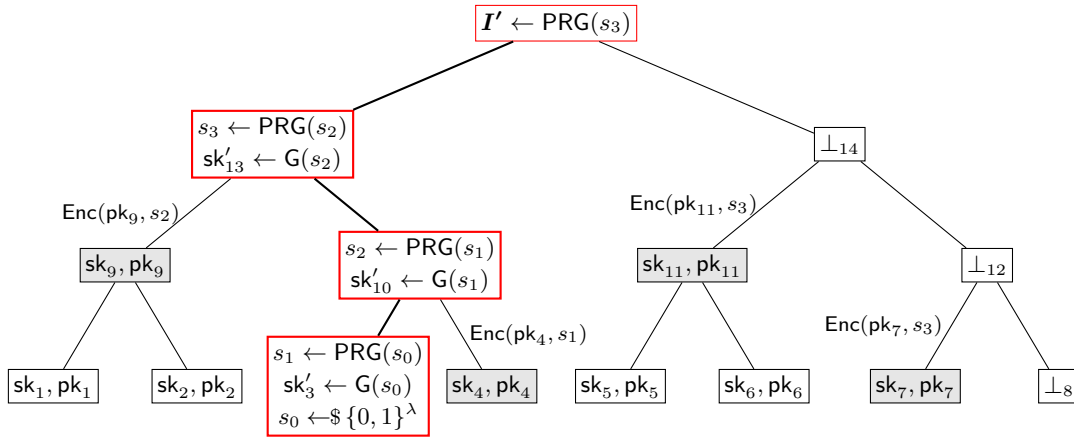 I′ ← PRG(s₃)
s₃ ← PRG(s₂)
sk′₁₃ ← G(s₂)
⊥₁₄
Enc(pk₉, s₂)
Enc(pk₁₁, s₃)
sk₉, pk₉
s₂ ← PRG(s₁)
sk′₁₀ ← G(s₁)
sk₁₁, pk₁₁
⊥₁₂
Enc(pk₄, s₁)
Enc(pk₇, s₃)
sk₁, pk₁
sk₂, pk₂
s₁ ← PRG(s₀)
sk′₃ ← G(s₀)
s₀ ←$ {0, 1}^λ
sk₄, pk₄
sk₅, pk₅
sk₆, pk₆
sk₇, pk₇
⊥₈